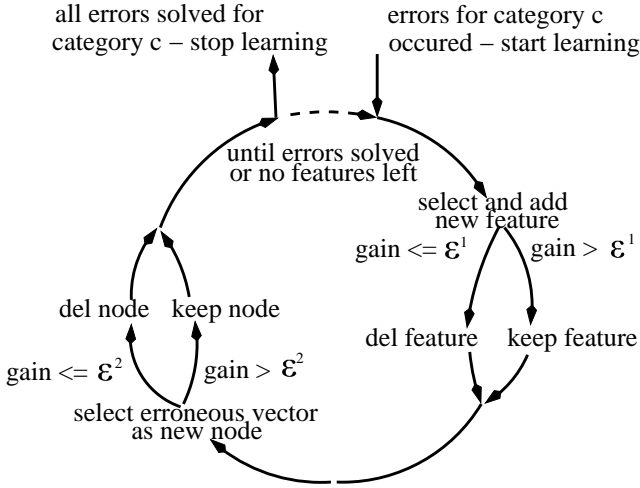 all errors solved for
category c – stop learning
errors for category c
occured – start learning
until errors solved
or no features left
select and add
new feature
gain <= ε¹
gain > ε¹
del feature
keep feature
del node
keep node
gain <= ε²
gain > ε²
select erroneous vector
as new node